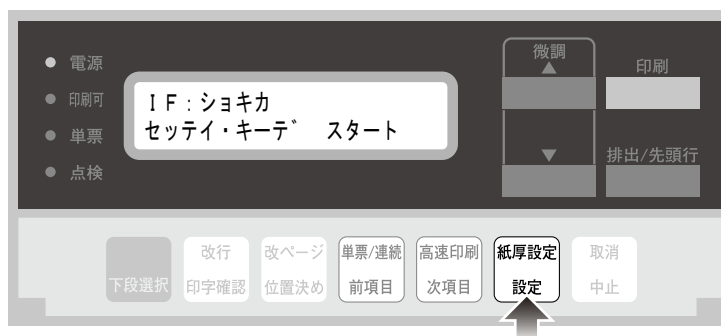 電源
印刷可
単票
点検
IF:ショキカ
セッテイ・キーデ゛ スタート
微調
▲
▼
印刷
排出/先頭行
下段選択
改行
印字確認
改ページ
位置決め
単票/連続
前項目
高速印刷
次項目
紙厚設定
設定
取消
中止